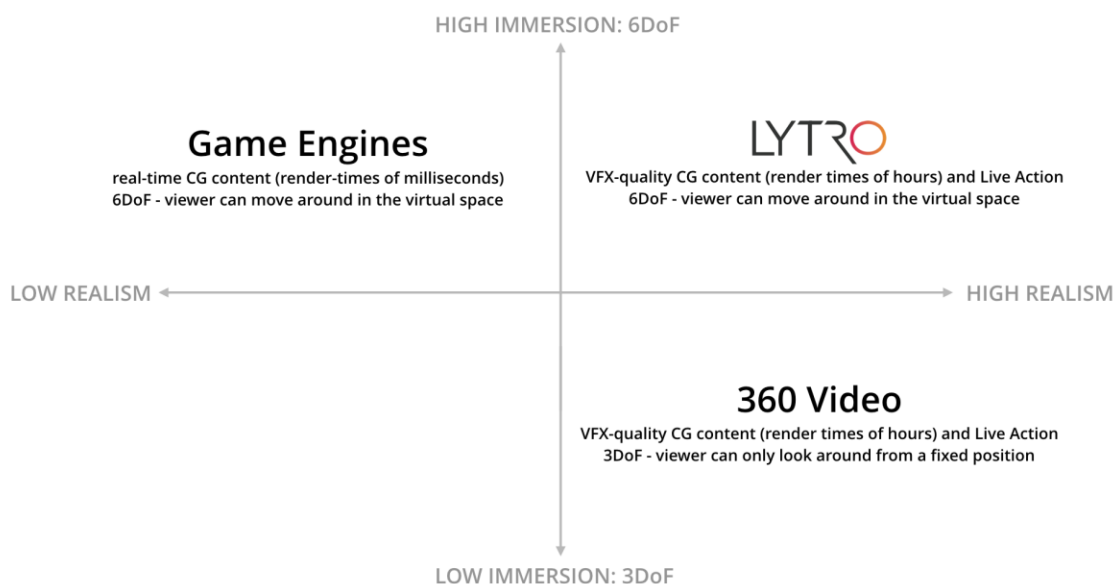 HIGH IMMERSION: 6DoF
Game Engines
real-time CG content (render-times of milliseconds)
6DoF - viewer can move around in the virtual space
LYTRO
VFX-quality CG content (render times of hours) and Live Action
6DoF - viewer can move around in the virtual space
LOW REALISM
HIGH REALISM
360 Video
VFX-quality CG content (render times of hours) and Live Action
3DoF - viewer can only look around from a fixed position
LOW IMMERSION: 3DoF